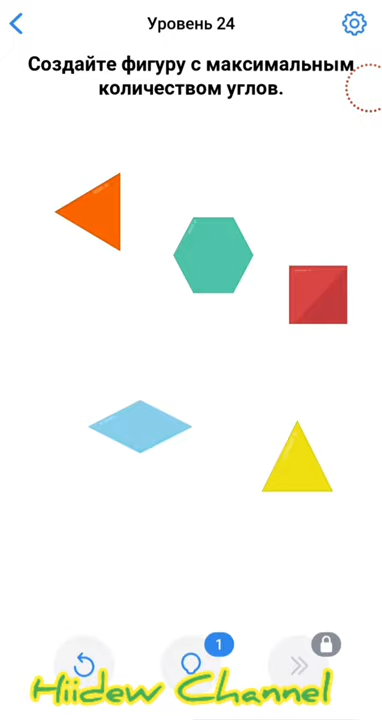 Уровень 24
Создайте фигуру с максимальным
количеством углов.
1
Hiidew Channel